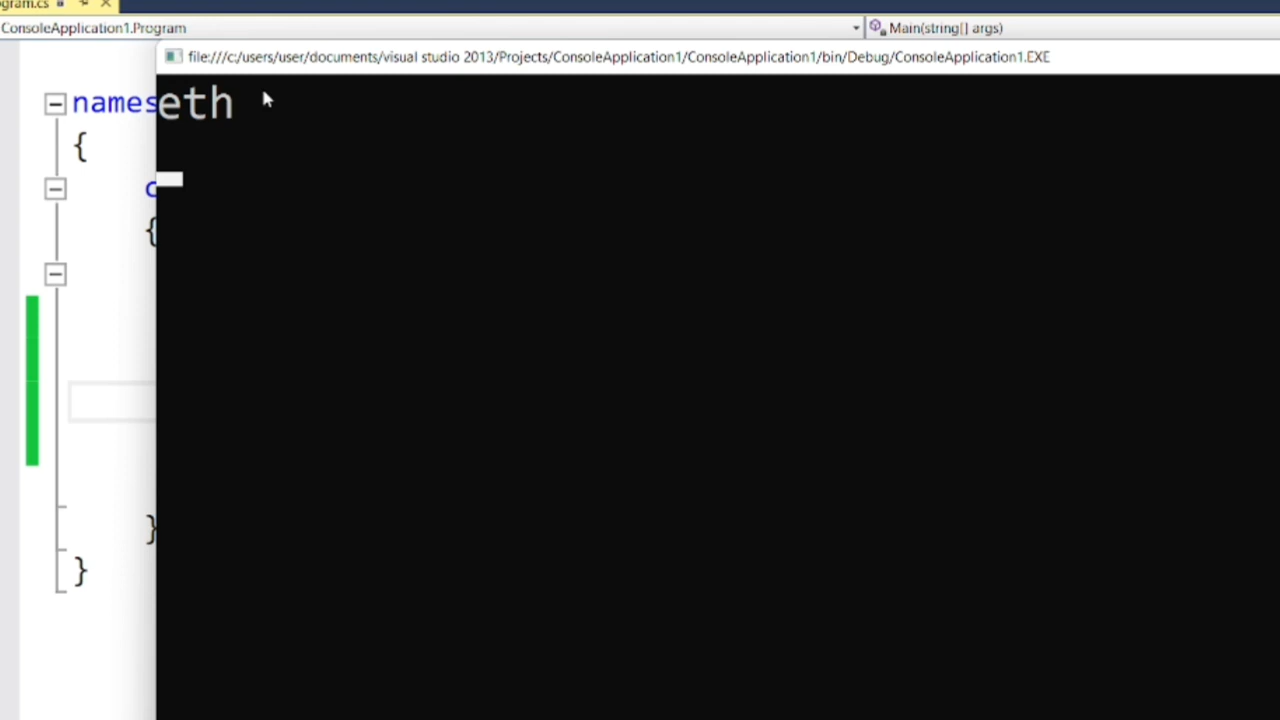 ogram.cs
ConsoleApplication1.Program
Main(string[] args)
file:///c:/users/user/documents/visual studio 2013/Projects/ConsoleApplication1/ConsoleApplication1/bin/Debug/ConsoleApplication1.EXE
names
eth
{
c
{
}
}